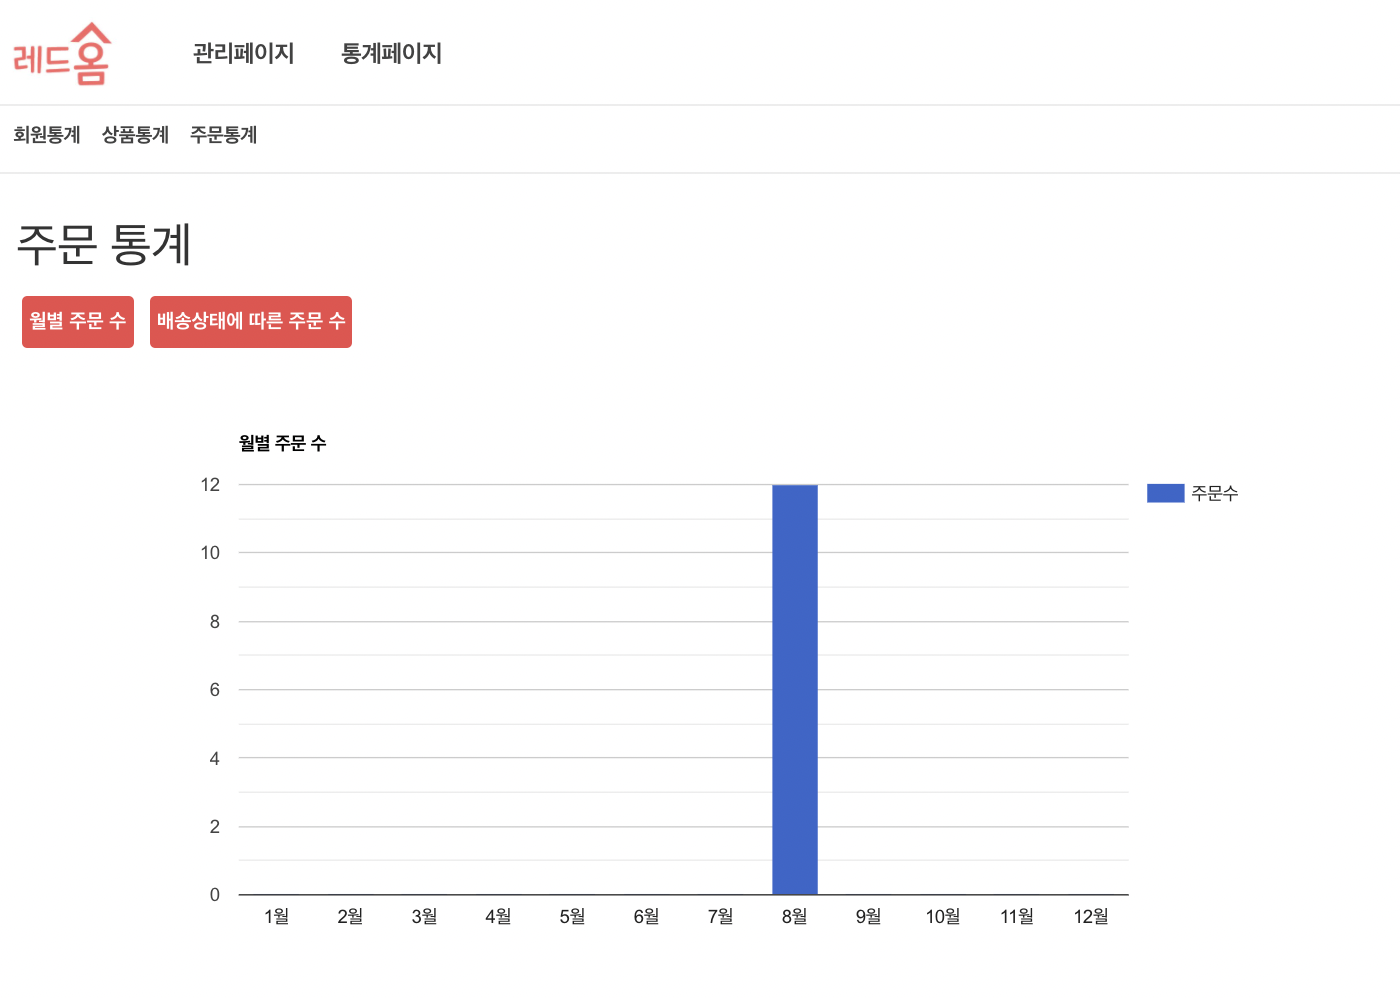 레드홈
관리페이지 통계페이지
회원통계 상품통계 주문통계
주문 통계
월별 주문 수 배송상태에 따른 주문 수
월별 주문 수
12
주문수
10
8
6
4
2
0
1월 2월 3월 4월 5월 6월 7월 8월 9월 10월 11월 12월